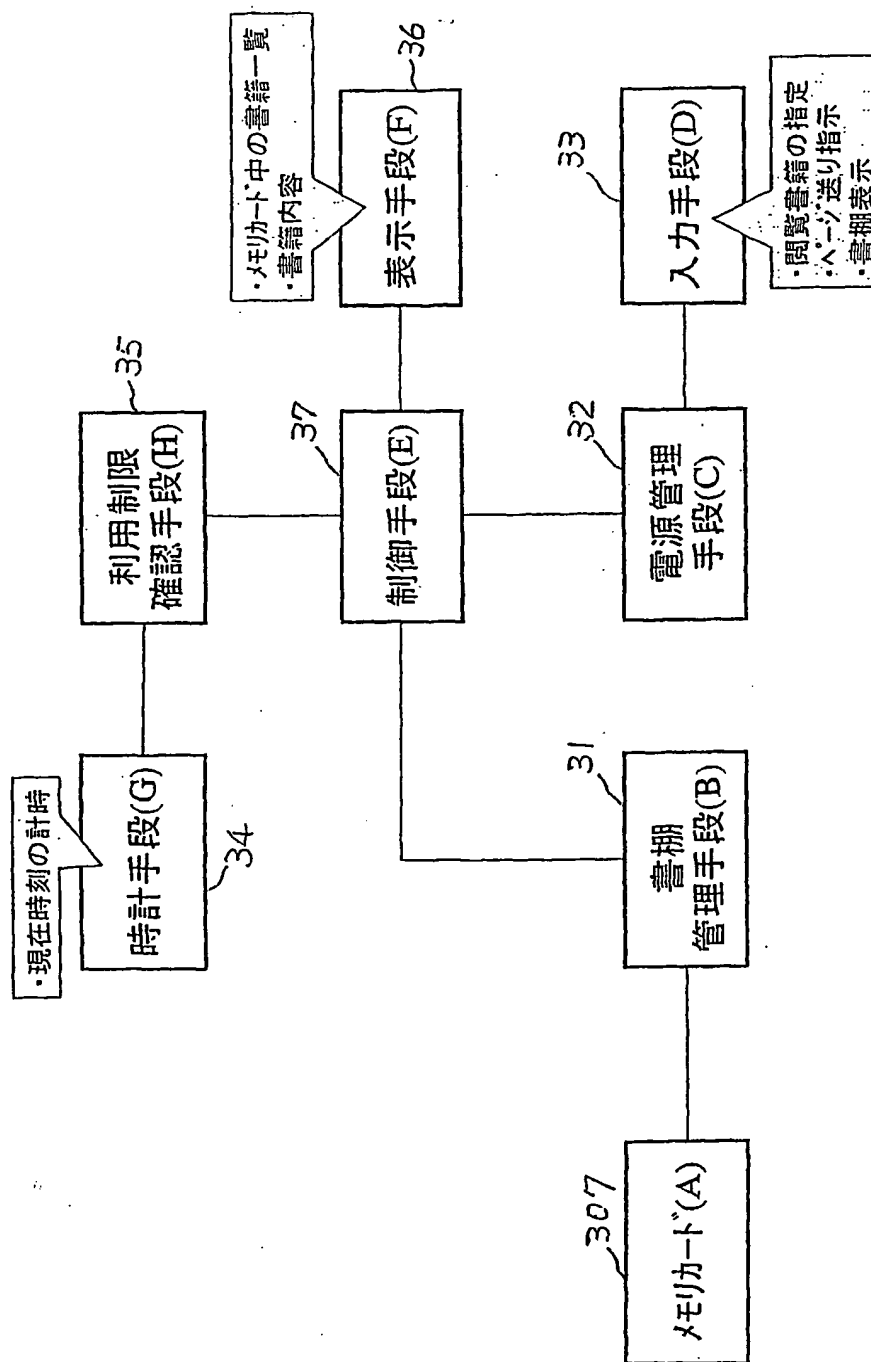 ・現在時刻の計時
時計手段(G)
34
利用制限
確認手段(H)
35
・メモリカード中の書籍一覧
・書籍内容
表示手段(F)
36
制御手段(E)
37
メモリカード(A)
307
書棚
管理手段(B)
31
電源管理
手段(C)
32
入力手段(D)
33
・閲覧書籍の指定
・ページ送り指示
・書棚表示